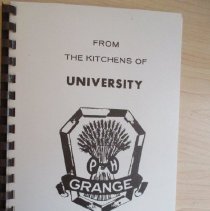 FROM
THE KITCHENS OF
UNIVERSITY
P H
GRANGE